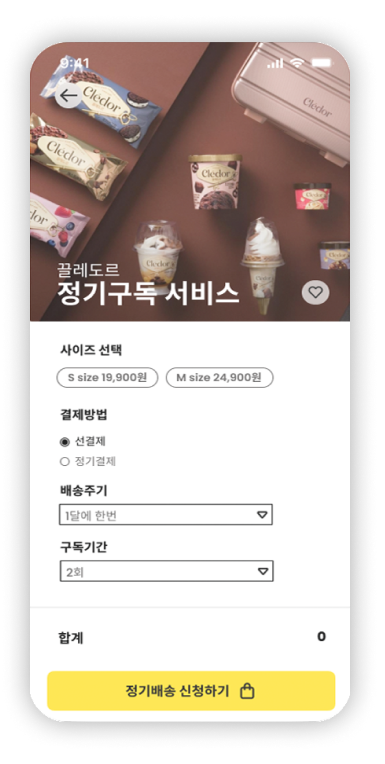 9:41
Clédor
Clédor
Clédor
Clédor
끌레도르
정기구독 서비스
사이즈 선택
S size 19,900원 M size 24,900원
결제방법
선결제
정기결제
배송주기
1달에 한번
구독기간
2회
합계 0
정기배송 신청하기